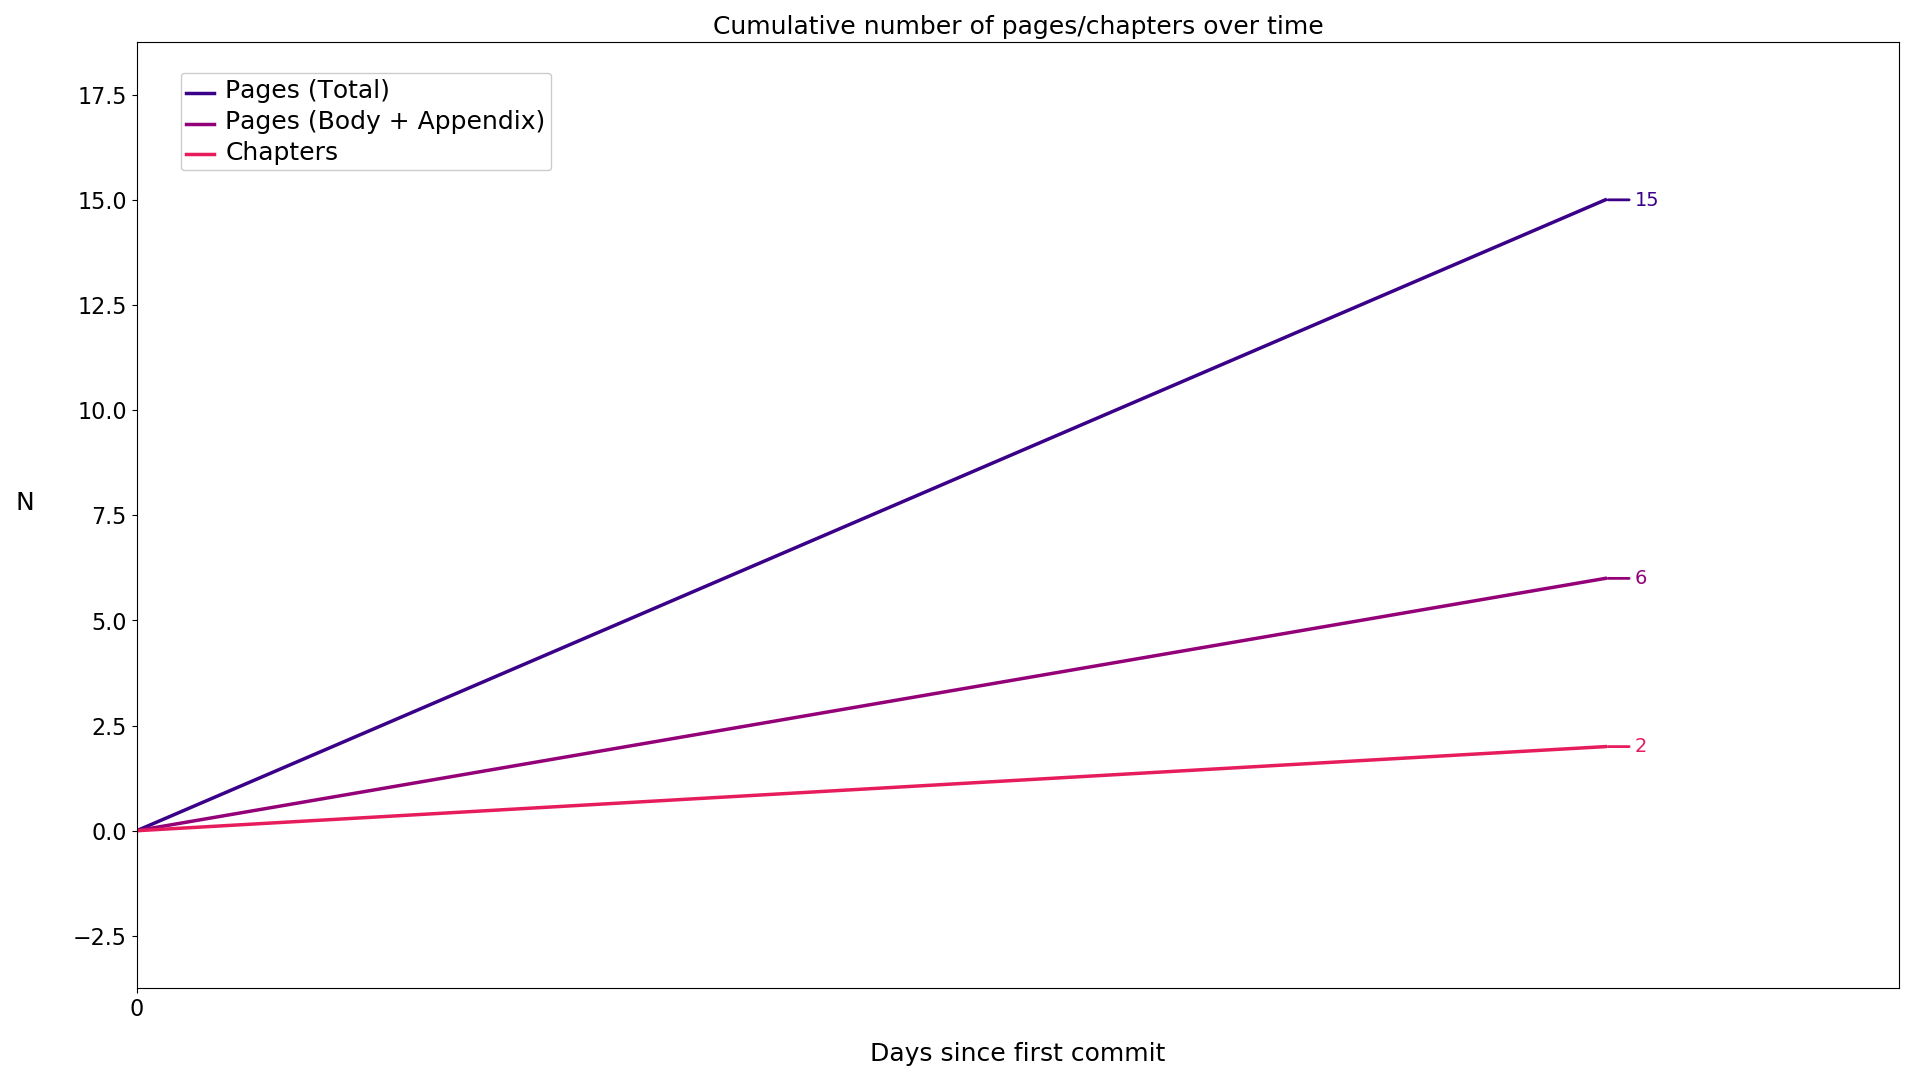 Cumulative number of pages/chapters over time
Pages (Total)
Pages (Body + Appendix)
Chapters
17.5
15.0
12.5
10.0
7.5
5.0
2.5
0.0
−2.5
N
15
6
2
0
Days since first commit